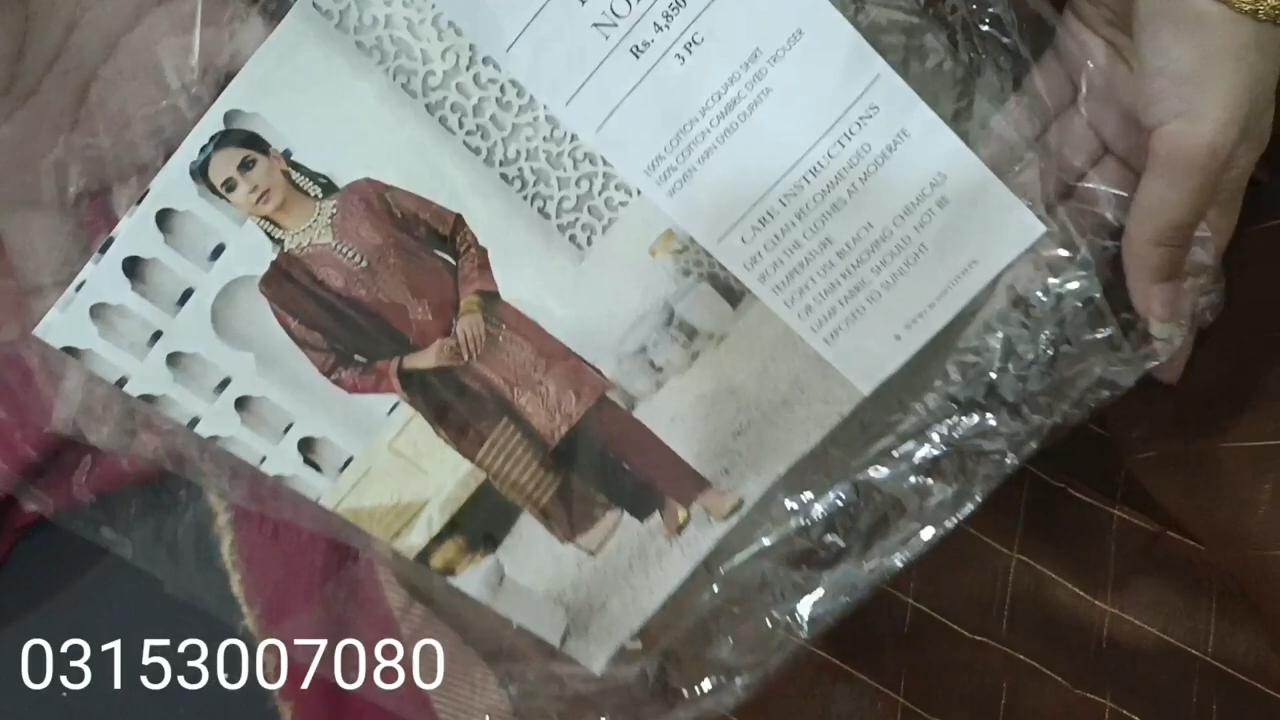 Rs. 4,850
3 PC
100% COTTON JACQUARD SHIRT
100% COTTON CAMBRIC DYED TROUSER
WOVEN YARN DYED DUPATTA
CARE INSTRUCTIONS
DRY CLEAN RECOMMENDED
IRON THE CLOTHES AT MODERATE
TEMPERATURE
DON'T USE BLEACH
OR STAIN REMOVING CHEMICALS
DAMP FABRIC SHOULD NOT BE
EXPOSED TO SUNLIGHT
03153007080